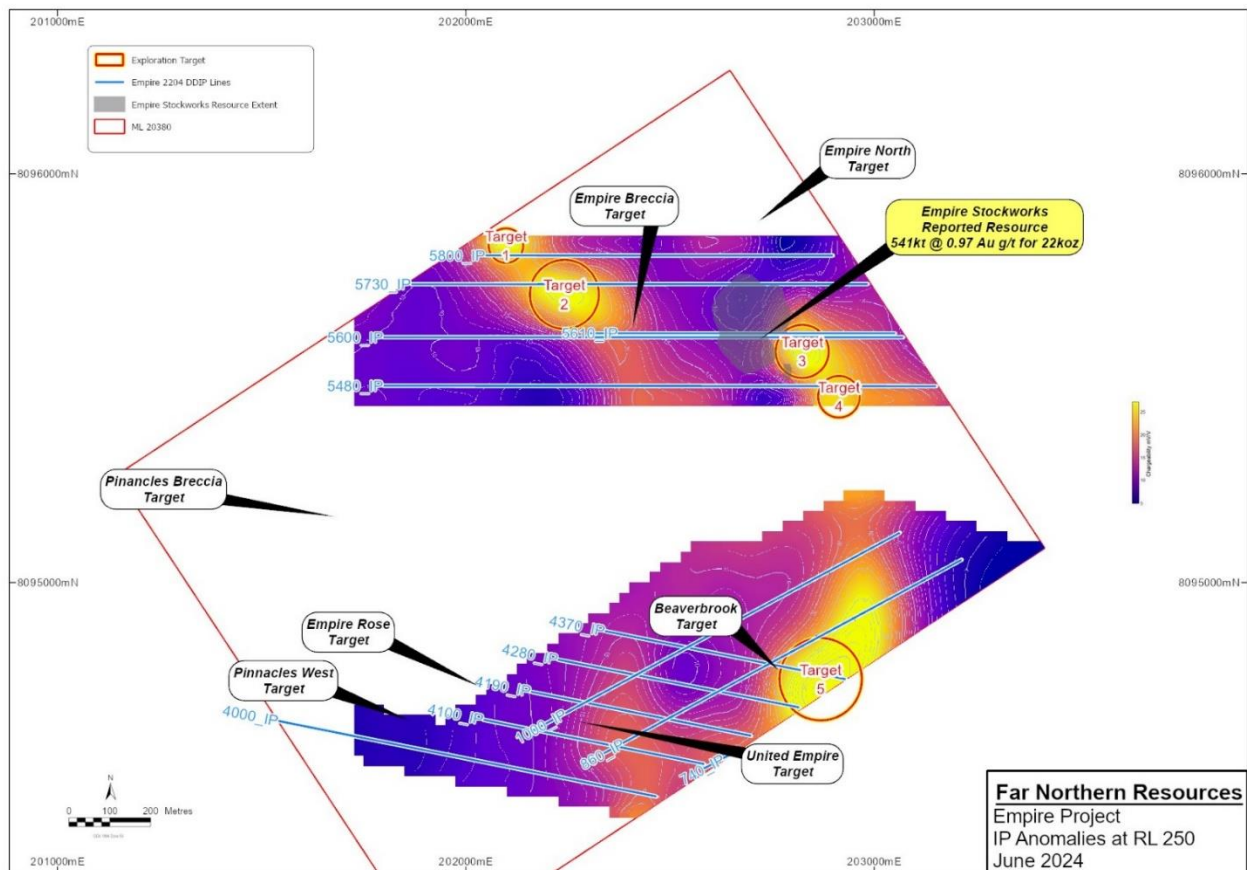 201000mE
202000mE
203000mE
Exploration Target
Empire 2204 DDIP Lines
Empire Stockworks Resource Extent
ML 20380
8096000mN
8096000mN
Empire North
Target
Empire Breccia
Target
Empire Stockworks
Reported Resource
541kt @ 0.97 Au g/t for 22koz
Target
1
5800_IP
5730_IP
Target
2
5610_IP
5600_IP
Target
3
5480_IP
Target
4
Chargeability mV/V
Pinancles Breccia
Target
8095000mN
8095000mN
Empire Rose
Target
4370_IP
Beaverbrook
Target
4280_IP
Pinnacles West
Target
4190_IP
Target
5
4000_IP
4100_IP
1080_IP
860_IP
740_IP
United Empire
Target
N
0 100 200 Metres
Far Northern Resources
Empire Project
IP Anomalies at RL 250
June 2024
201000mE
202000mE
203000mE